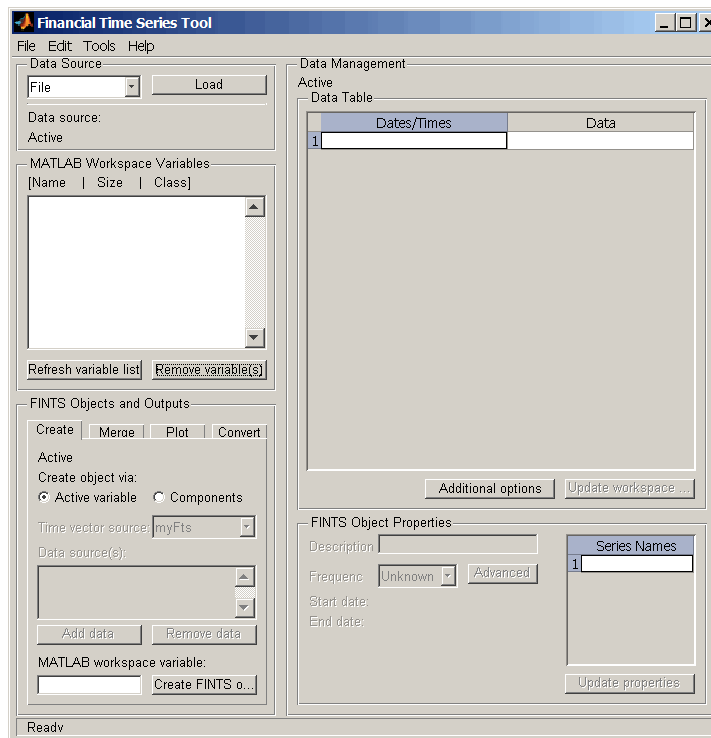 Financial Time Series Tool
File Edit Tools Help
Data Source
File
Load
Data source:
Active
MATLAB Workspace Variables
[Name | Size | Class]
Refresh variable list
Remove variable(s)
FINTS Objects and Outputs
Create Merge Plot Convert
Active
Create object via:
Active variable Components
Time vector source: myFts
Data source(s):
Add data Remove data
MATLAB workspace variable:
Create FINTS o...
Data Management
Active
Data Table
Dates/Times Data
1
Additional options Update workspace ...
FINTS Object Properties
Description
Frequenc Unknown Advanced
Start date:
End date:
Series Names
1
Update properties
Ready